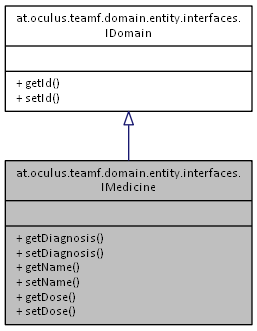 at.oculus.teamf.domain.entity.interfaces.
IDomain
+ getId()
+ setId()
at.oculus.teamf.domain.entity.interfaces.
IMedicine
+ getDiagnosis()
+ setDiagnosis()
+ getName()
+ setName()
+ getDose()
+ setDose()